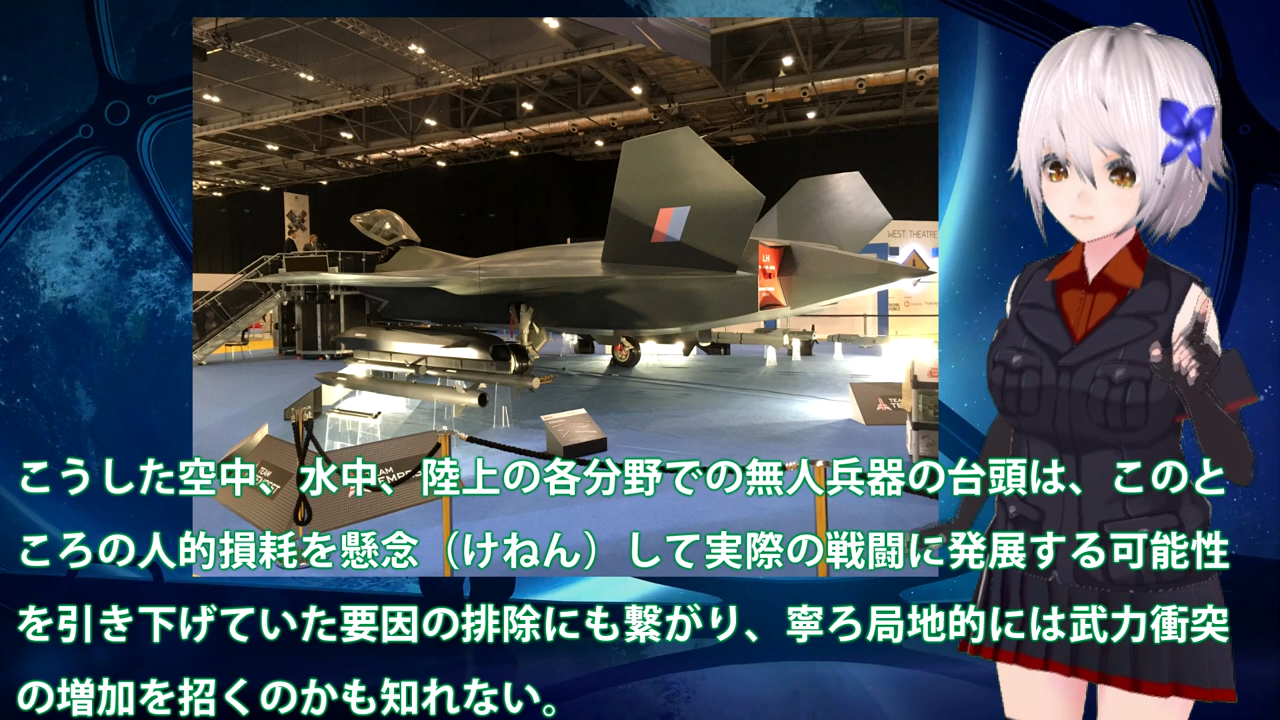 WEST THEATRE
LH
TEAM
TEMPEST
こうした空中、水中、陸上の各分野での無人兵器の台頭は、このと
ころの人的損耗を懸念（けねん）して実際の戦闘に発展する可能性
を引き下げていた要因の排除にも繋がり、寧ろ局地的には武力衝突
の増加を招くのかも知れない。